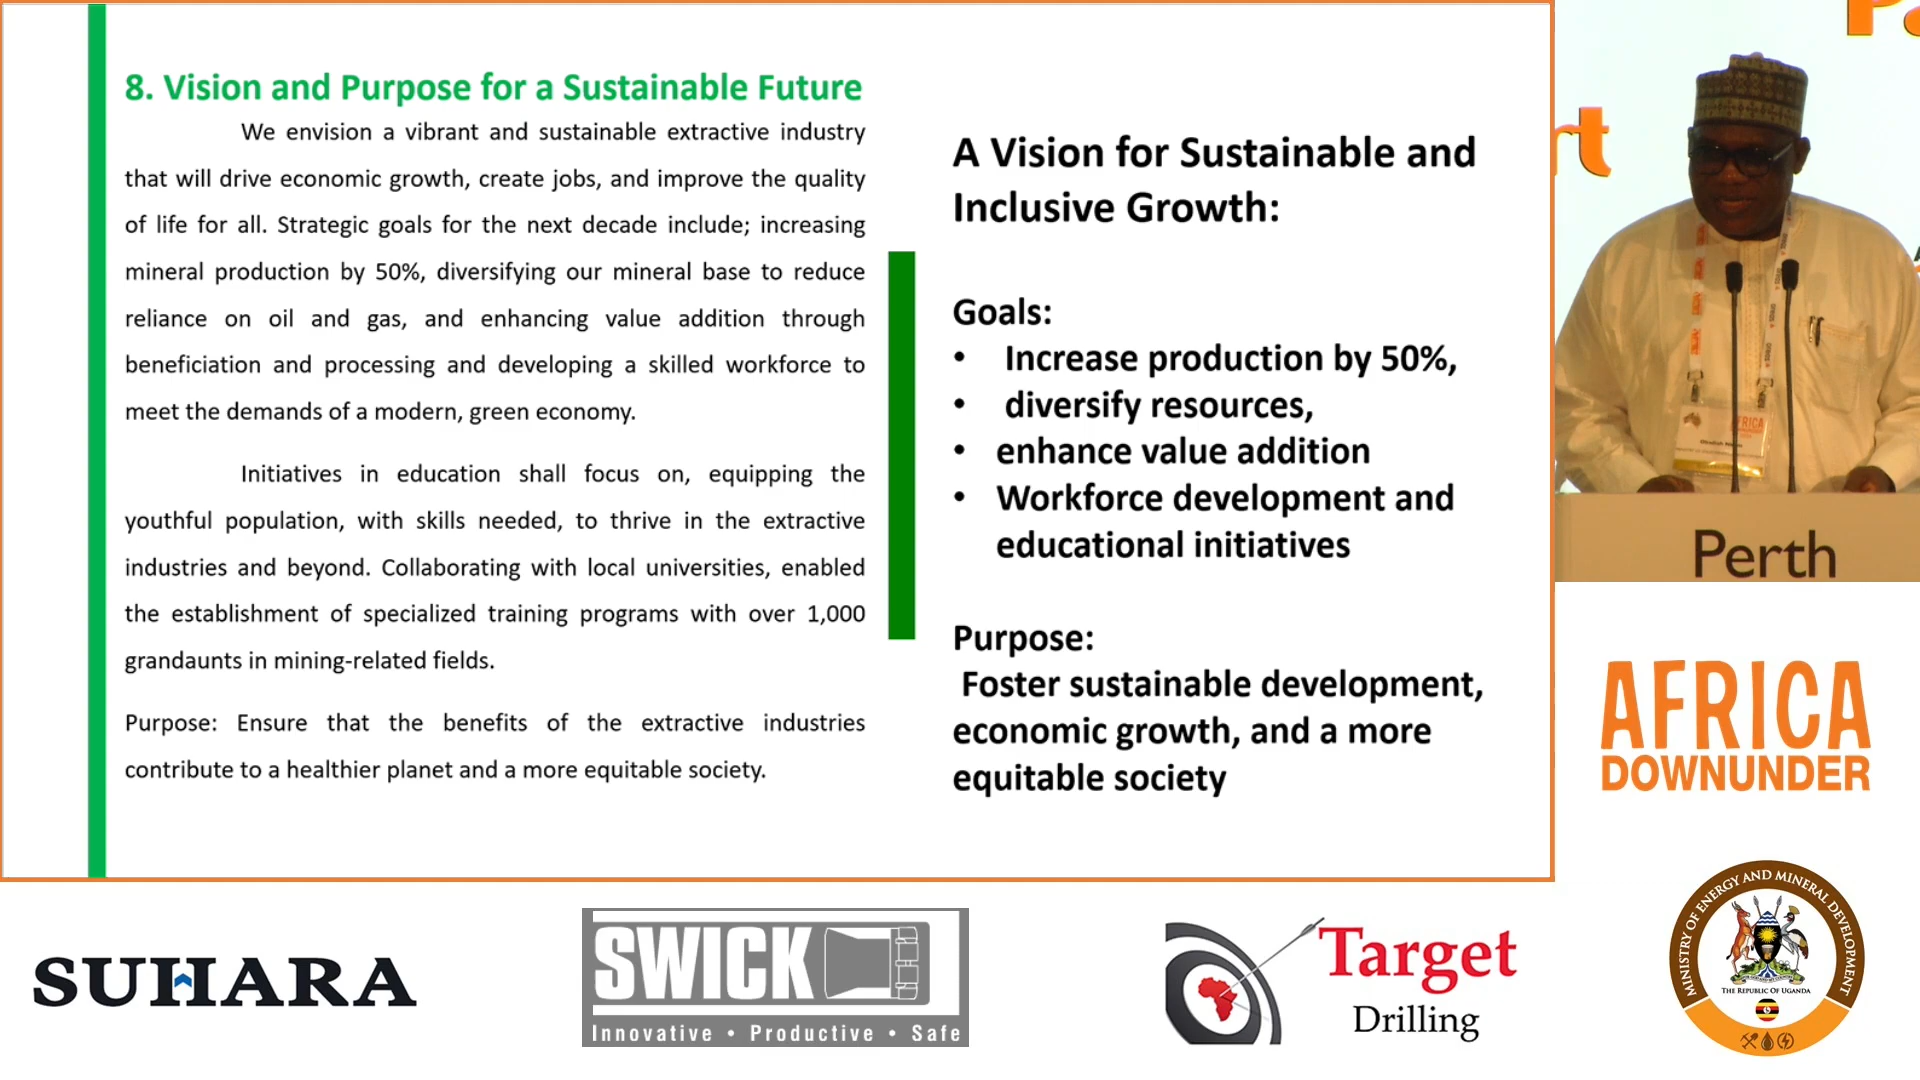 8. Vision and Purpose for a Sustainable Future
We envision a vibrant and sustainable extractive industry
that will drive economic growth, create jobs, and improve the quality
of life for all. Strategic goals for the next decade include; increasing
mineral production by 50%, diversifying our mineral base to reduce
reliance on oil and gas, and enhancing value addition through
beneficiation and processing and developing a skilled workforce to
meet the demands of a modern, green economy.
Initiatives in education shall focus on, equipping the
youthful population, with skills needed, to thrive in the extractive
industries and beyond. Collaborating with local universities, enabled
the establishment of specialized training programs with over 1,000
grandaunts in mining-related fields.
Purpose: Ensure that the benefits of the extractive industries
contribute to a healthier planet and a more equitable society.
A Vision for Sustainable and
Inclusive Growth:
Goals:
• Increase production by 50%,
• diversify resources,
• enhance value addition
• Workforce development and
educational initiatives
Purpose:
Foster sustainable development,
economic growth, and a more
equitable society
Perth
AFRICA
DOWNUNDER
SUHARA
SWICK
Innovative • Productive • Safe
Target
Drilling
MINISTRY OF ENERGY AND MINERAL DEVELOPMENT
THE REPUBLIC OF UGANDA